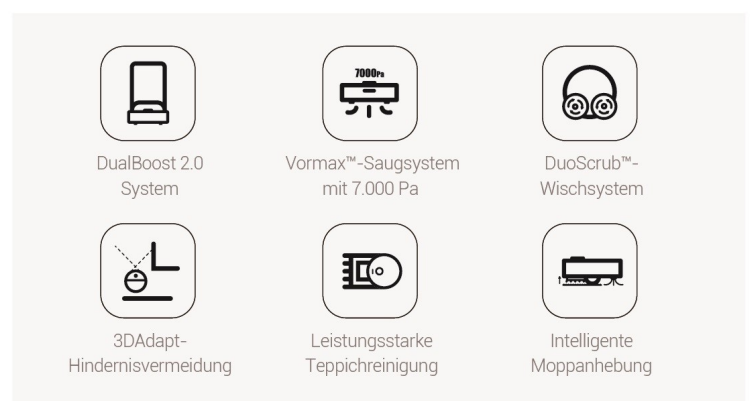 DualBoost 2.0
System
7000Pa
Vormax™-Saugsystem
mit 7.000 Pa
DuoScrub™-
Wischsystem
3DAdapt-
Hindernisvermeidung
Leistungsstarke
Teppichreinigung
Intelligente
Moppanhebung